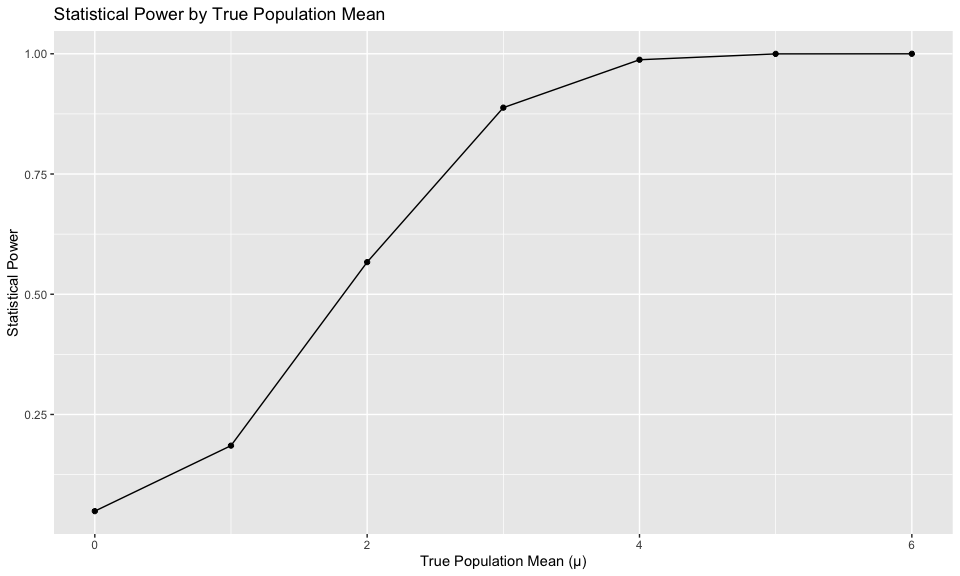 Statistical Power by True Population Mean
Statistical Power
1.00
0.75
0.50
0.25
0
2
4
6
True Population Mean (μ)